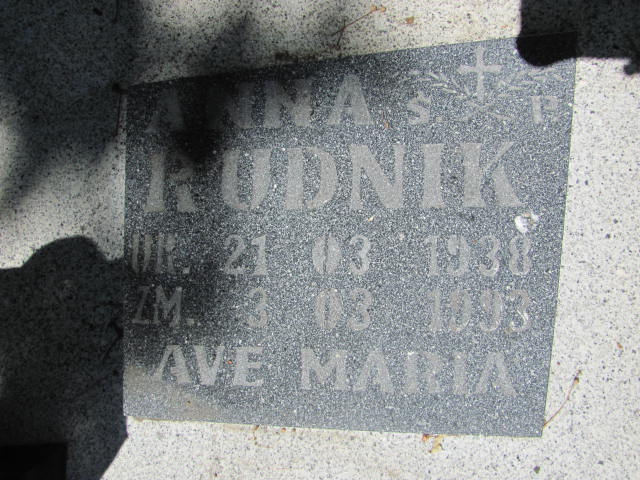 ANNA Ś. P.
RUDNIK
UR. 21 03 1938
ZM. 3 03 1993
AVE MARIA